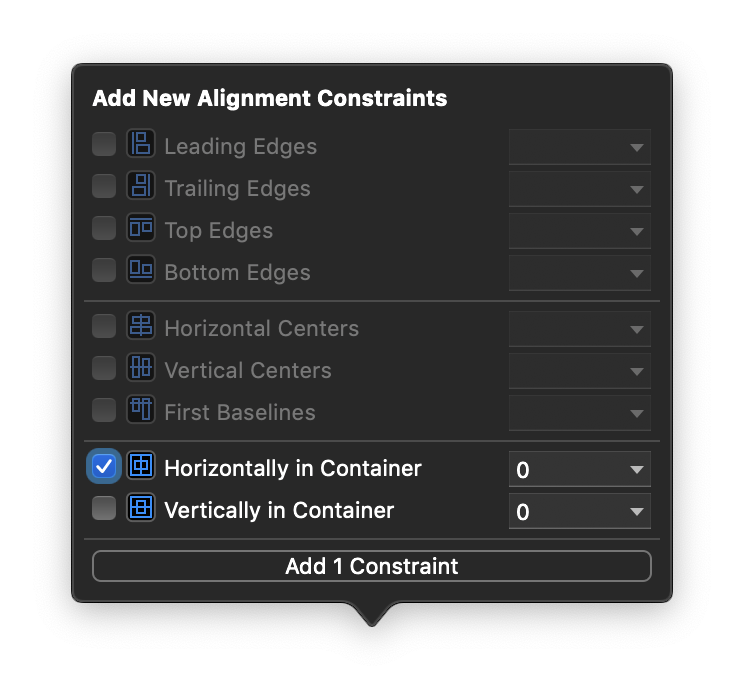 Add New Alignment Constraints
Leading Edges
Trailing Edges
Top Edges
Bottom Edges
Horizontal Centers
Vertical Centers
First Baselines
Horizontally in Container 0
Vertically in Container 0
Add 1 Constraint